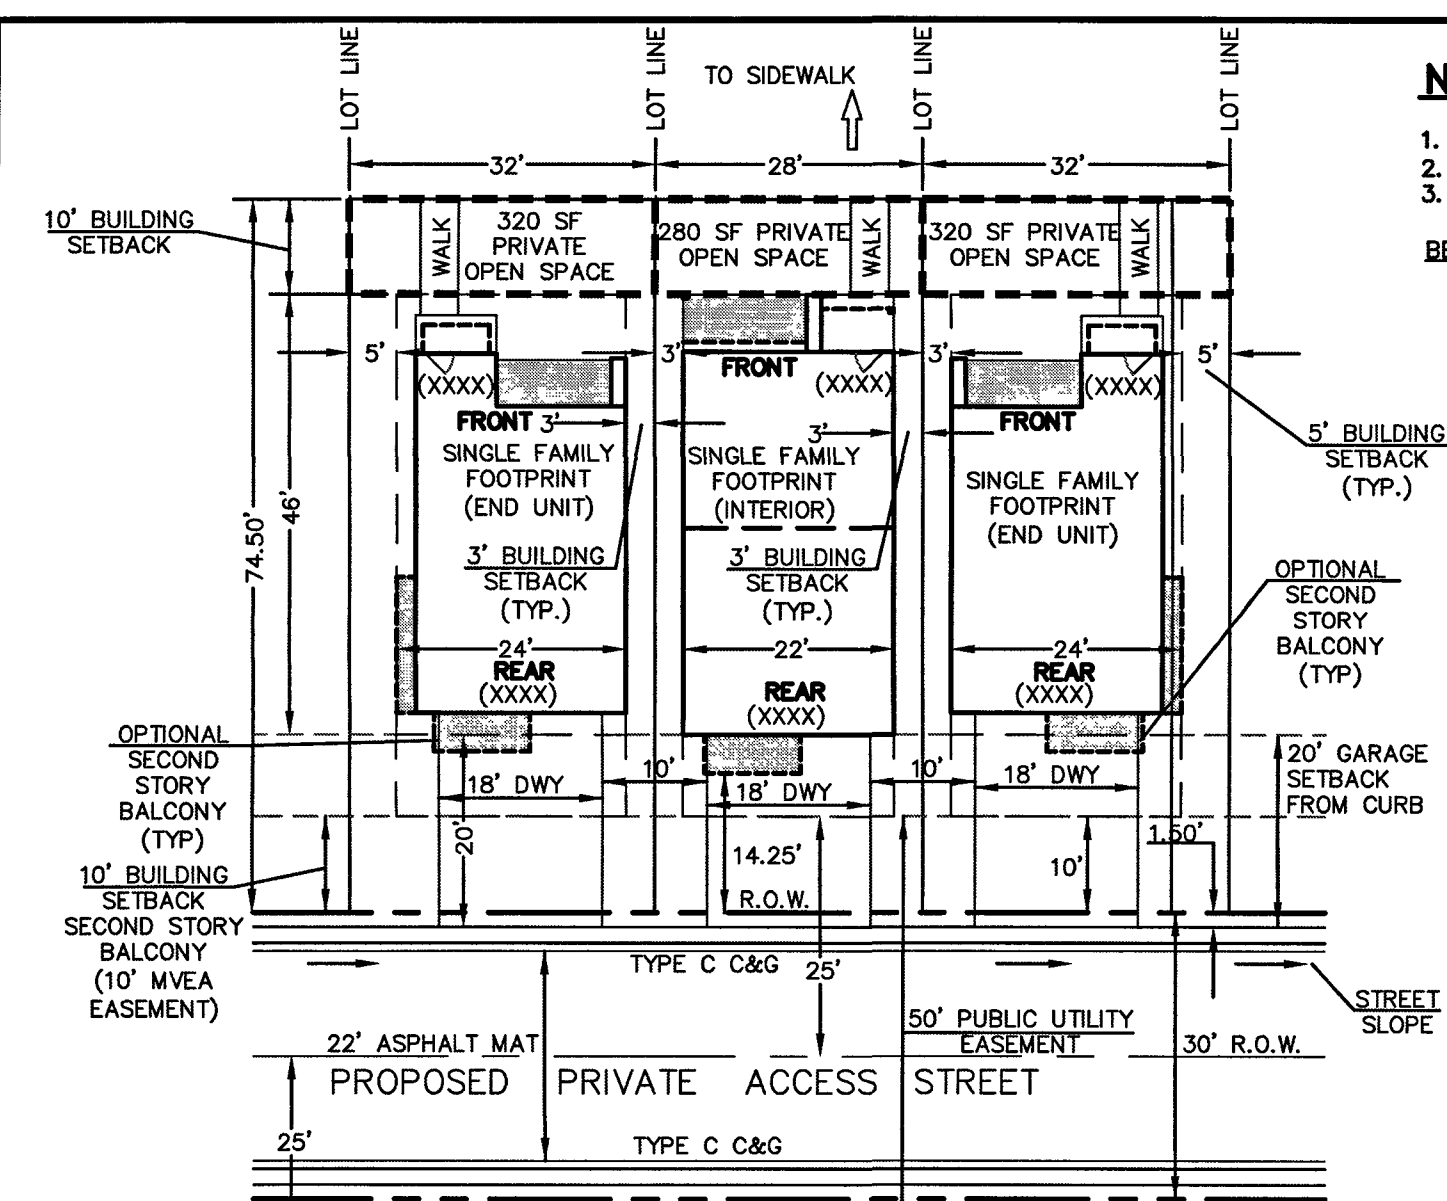 LOT LINE
LOT LINE
LOT LINE
LOT LINE
TO SIDEWALK
32'
28'
32'
1.
2.
3.
10' BUILDING
SETBACK
WALK
320 SF
PRIVATE
OPEN SPACE
280 SF PRIVATE
OPEN SPACE
WALK
320 SF PRIVATE
OPEN SPACE
WALK
5'
3'
3'
5'
FRONT
(XXXX)
(XXXX)
(XXXX)
FRONT
3'
3'
FRONT
SINGLE FAMILY
FOOTPRINT
(END UNIT)
SINGLE FAMILY
FOOTPRINT
(INTERIOR)
SINGLE FAMILY
FOOTPRINT
(END UNIT)
5' BUILDING
SETBACK
(TYP.)
74.50'
46'
3' BUILDING
SETBACK
(TYP.)
3' BUILDING
SETBACK
(TYP.)
OPTIONAL
SECOND
STORY
BALCONY
(TYP)
24'
22'
24'
REAR
(XXXX)
REAR
(XXXX)
REAR
(XXXX)
OPTIONAL
SECOND
STORY
BALCONY
(TYP)
10'
10'
18' DWY
18' DWY
18' DWY
20' GARAGE
SETBACK
FROM CURB
20'
14.25'
R.O.W.
10'
1.50'
10' BUILDING
SETBACK
SECOND STORY
BALCONY
(10' MVEA
EASEMENT)
TYPE C C&G
25'
STREET
SLOPE
22' ASPHALT MAT
50' PUBLIC UTILITY
EASEMENT
30' R.O.W.
PROPOSED PRIVATE ACCESS STREET
25'
TYPE C C&G